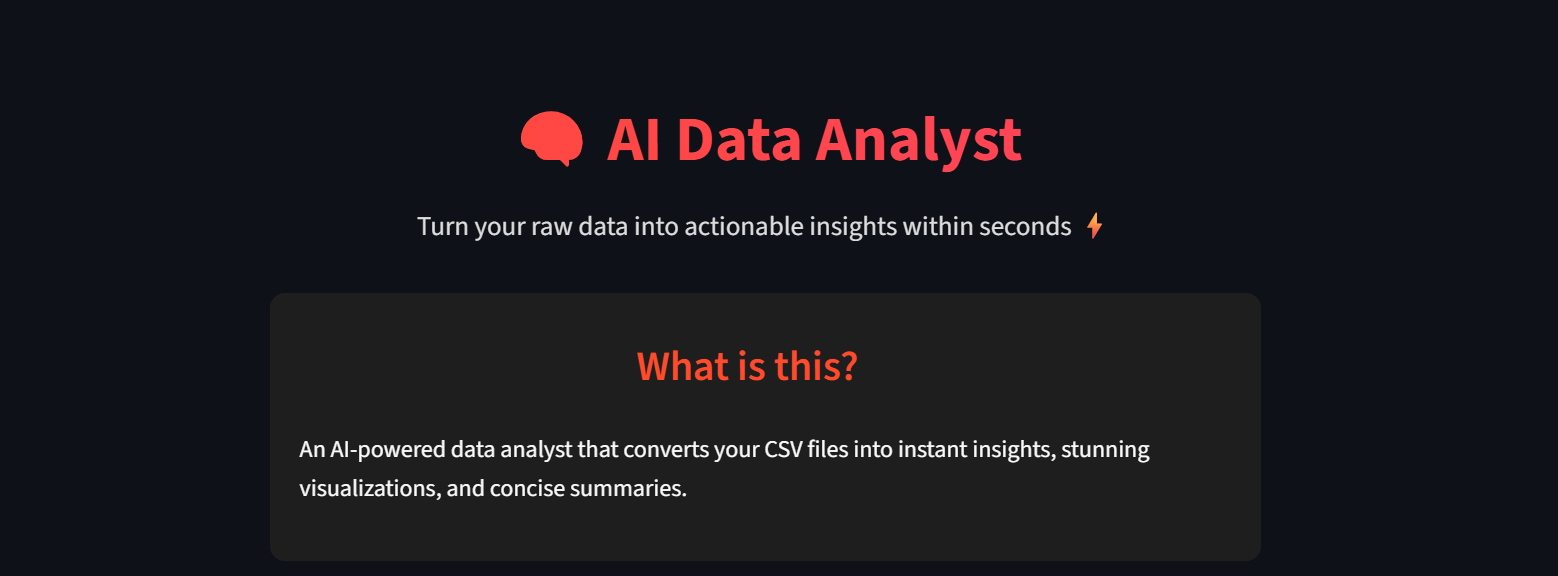 AI Data Analyst
Turn your raw data into actionable insights within seconds ⚡
What is this?
An AI-powered data analyst that converts your CSV files into instant insights, stunning
visualizations, and concise summaries.